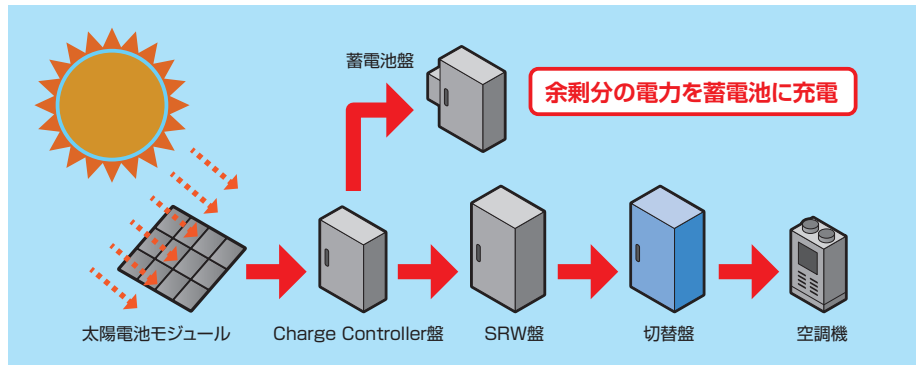 蓄電池盤
余剰分の電力を蓄電池に充電
太陽電池モジュール
Charge Controller盤
SRW盤
切替盤
空調機